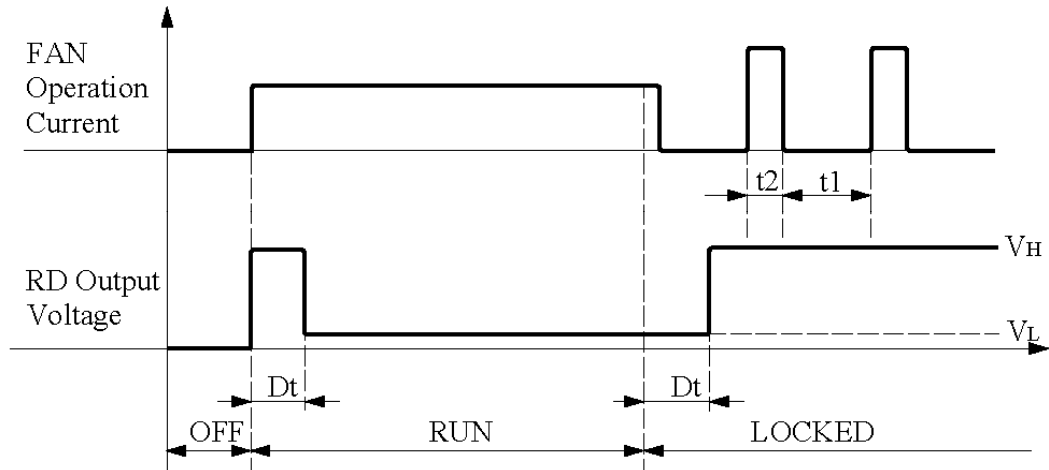 FAN
Operation
Current
t2
t1
RD Output
Voltage
VH
VL
Dt
Dt
OFF
RUN
LOCKED